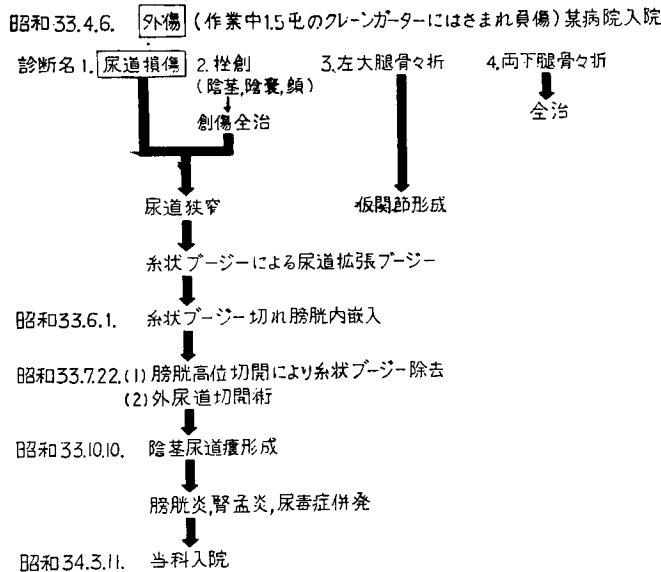 昭和33.4.6. 外傷 (作業中1.5屯のクレーンガーターにはさまれ負傷)某病院入院
診断名 1. 尿道損傷 2. 挫創 3. 左大腿骨々折 4. 両下腿骨々折
(陰茎,陰嚢,顔)
創傷全治 全治
尿道狭窄 仮関節形成
糸状ブージーによる尿道拡張ブージー
昭和33.6.1. 糸状ブージー切れ膀胱内嵌入
昭和33.7.22. (1) 膀胱高位切開により糸状ブージー除去
(2) 外尿道切開術
昭和33.10.10. 陰茎尿道瘻形成
膀胱炎,腎盂炎,尿毒症併発
昭和34.3.11. 当科入院